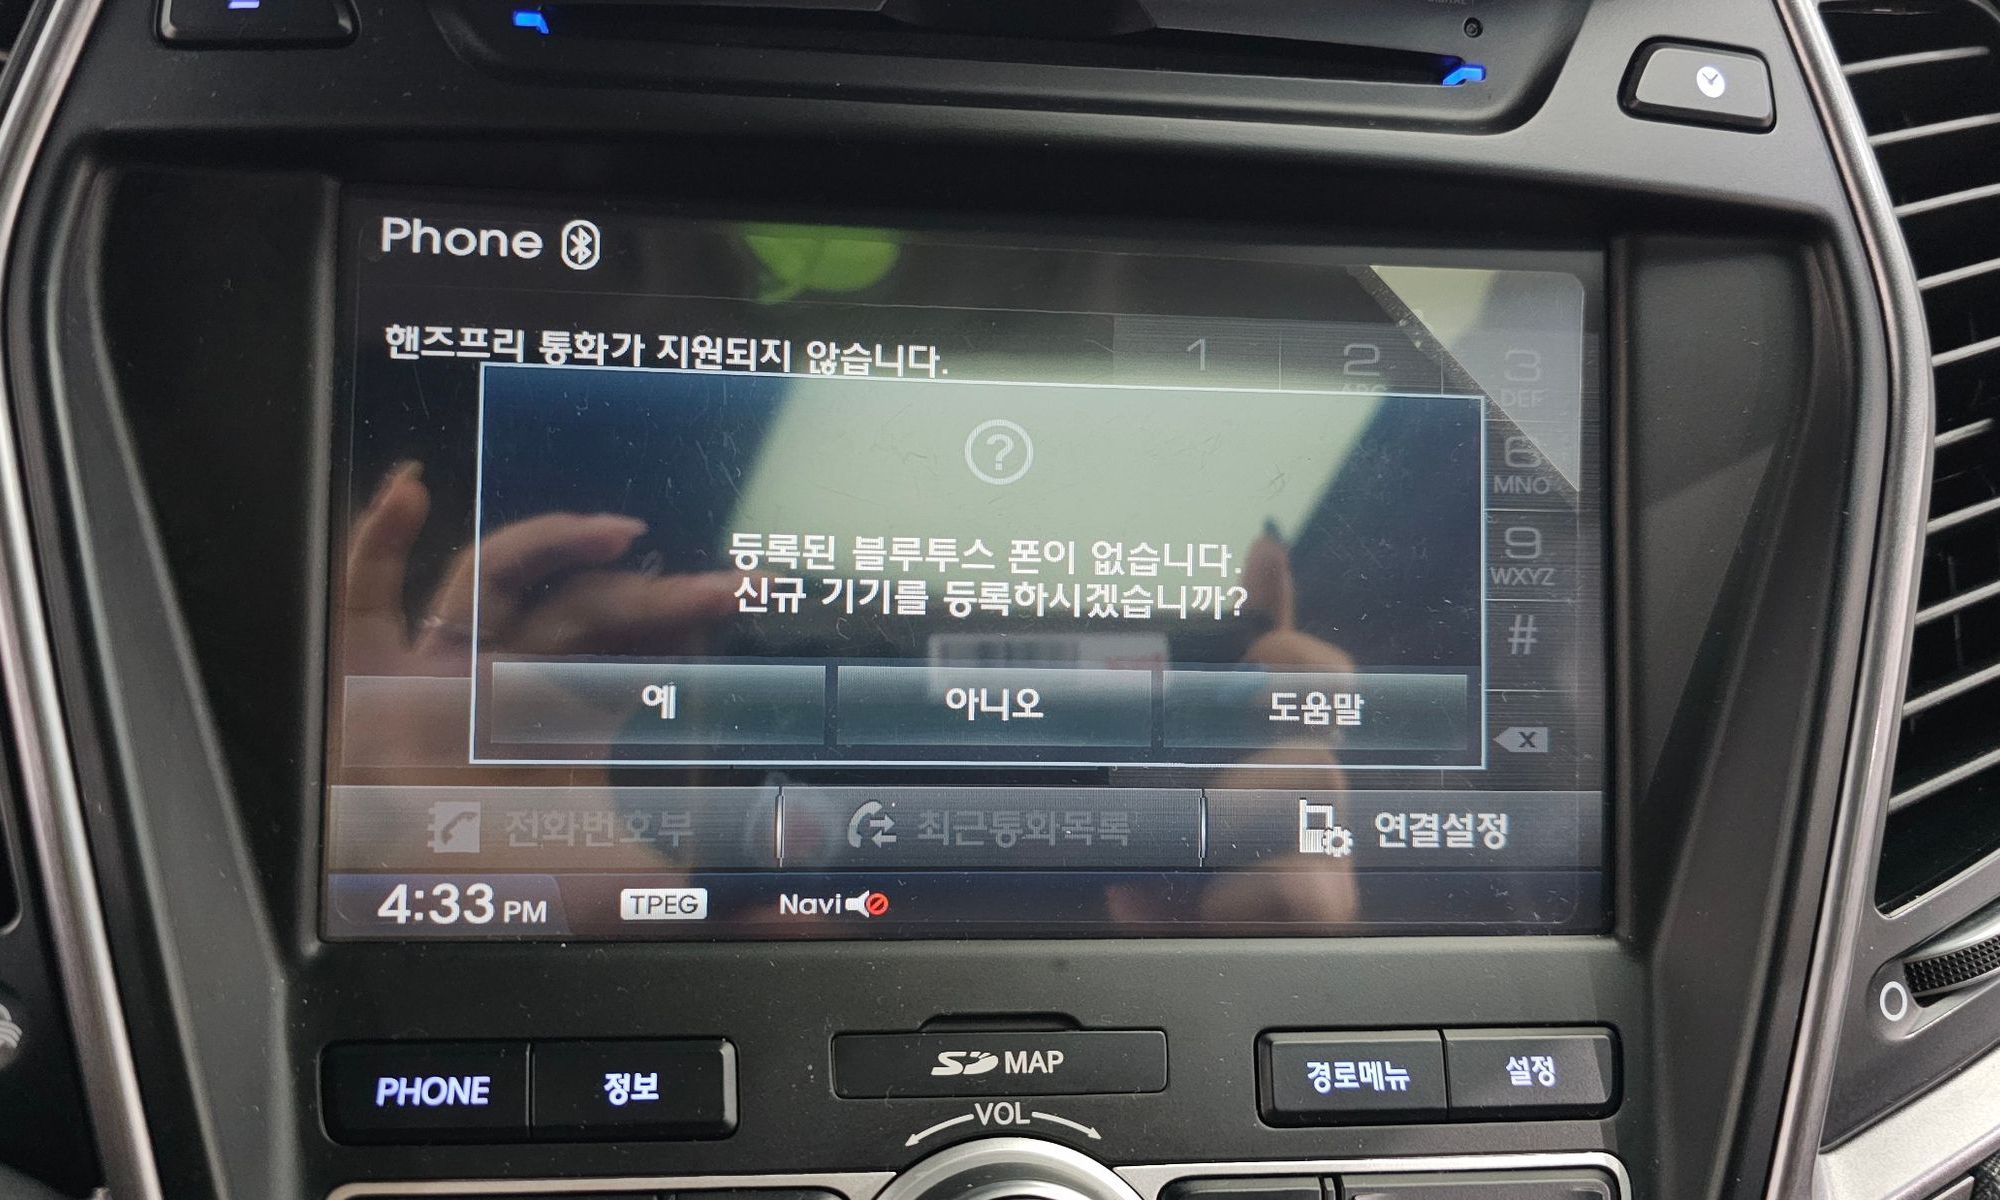 Phone
핸즈프리 통화가 지원되지 않습니다.
1
2
3
DEF
6
MNO
9
WXYZ
#
등록된 블루투스 폰이 없습니다.
신규 기기를 등록하시겠습니까?
예
아니오
도움말
전화번호부
최근통화목록
연결설정
4:33 PM
TPEG
Navi
PHONE
정보
SD MAP
경로메뉴
설정
VOL